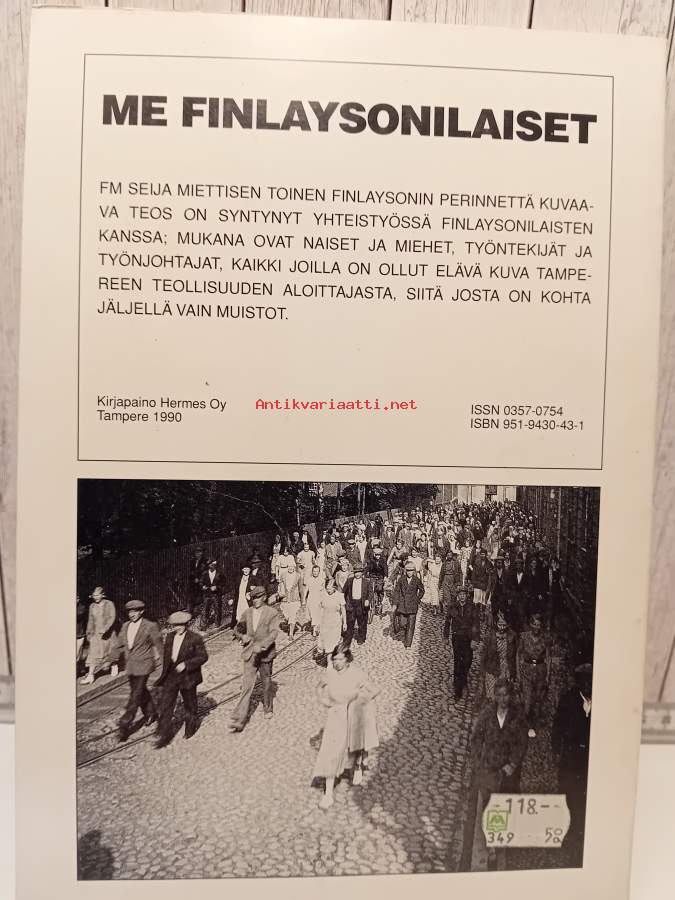 ME FINLAYSONILAISET
FM SEIJA MIETTISEN TOINEN FINLAYSONIN PERINNETTÄ KUVAA-
VA TEOS ON SYNTYNYT YHTEISTYÖSSÄ FINLAYSONILAISTEN
KANSSA; MUKANA OVAT NAISET JA MIEHET, TYÖNTEKIJÄT JA
TYÖNJOHTAJAT, KAIKKI JOILLA ON OLLUT ELÄVÄ KUVA TAMPE-
REEN TEOLLISUUDEN ALOITTAJASTA, SIITÄ JOSTA ON KOHTA
JÄLJELLÄ VAIN MUISTOT.
Kirjapaino Hermes Oy
Tampere 1990
Antikvariaatti.net
ISSN 0357-0754
ISBN 951-9430-43-1
-118.--
349 50